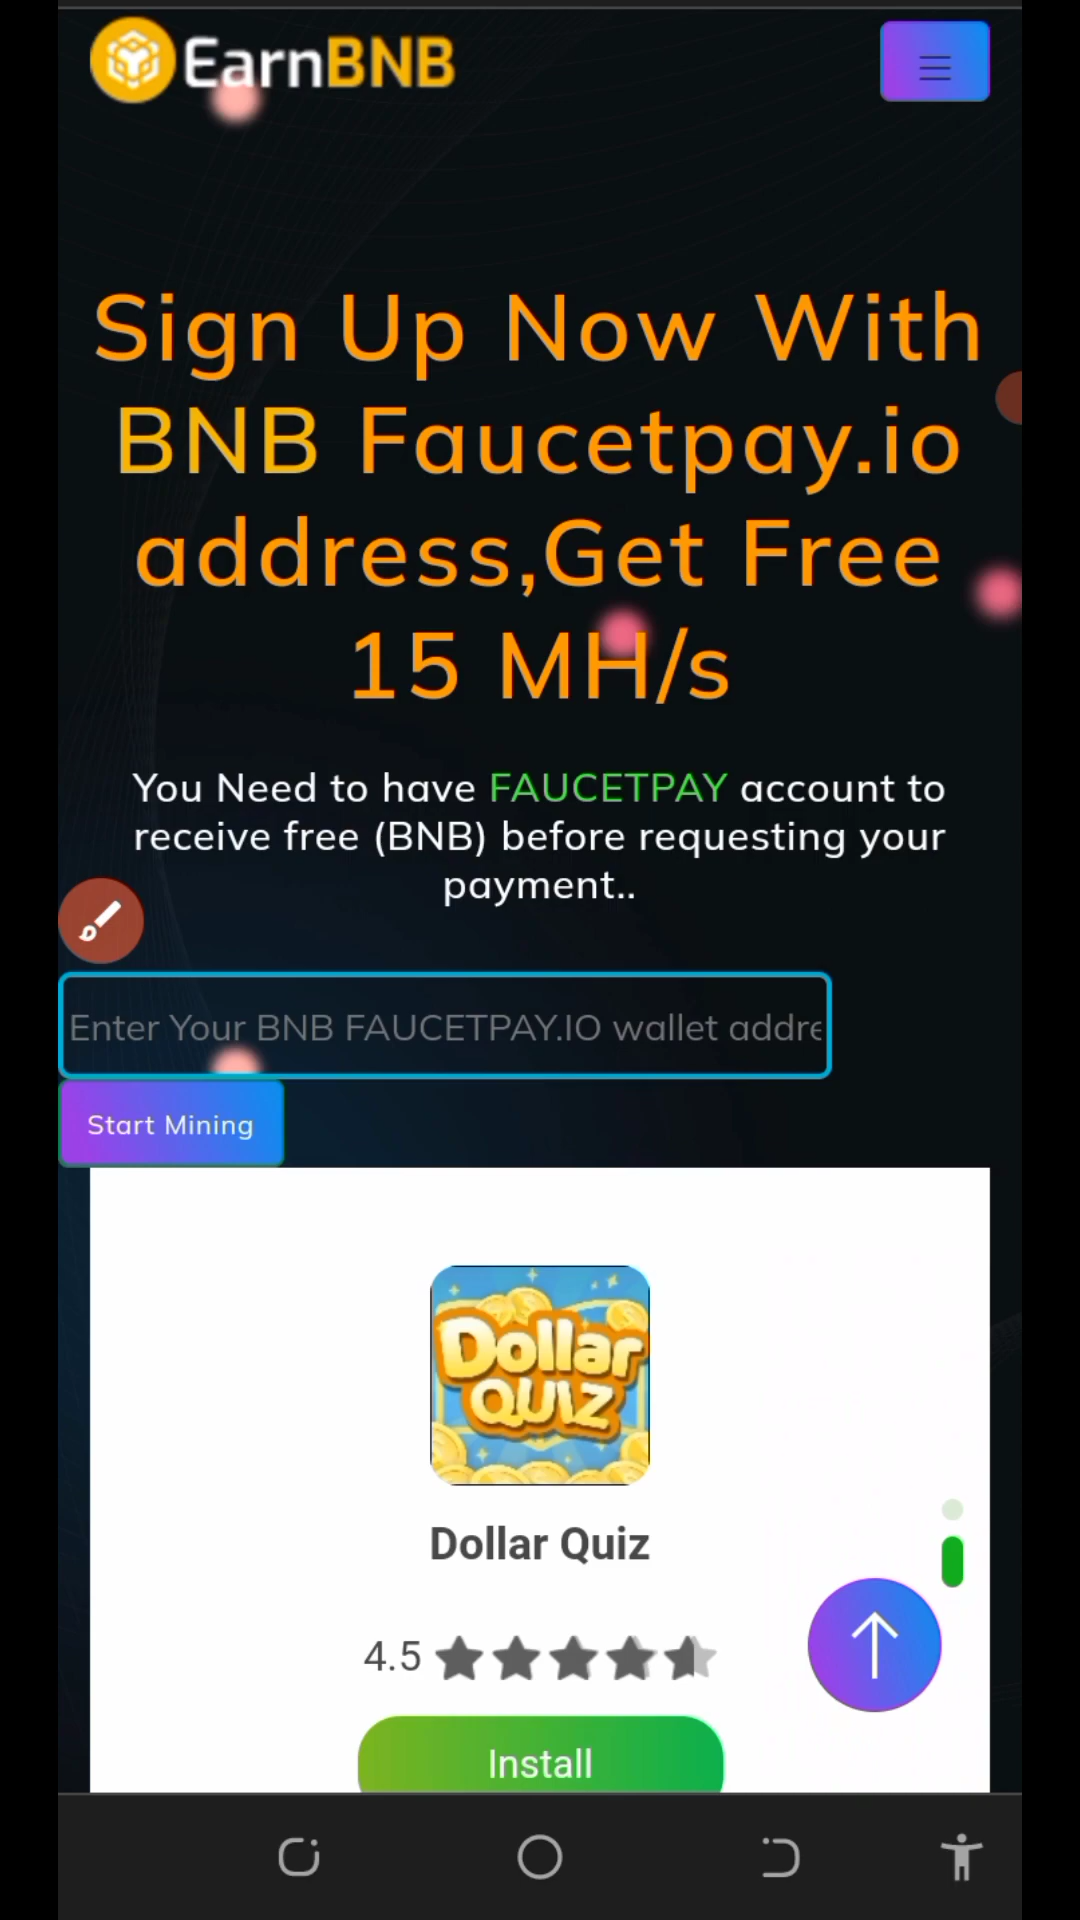 EarnBNB
Sign Up Now With
BNB Faucetpay.io
address,Get Free
15 MH/s
You Need to have FAUCETPAY account to
receive free (BNB) before requesting your
payment..
Enter Your BNB FAUCETPAY.IO wallet addre
Start Mining
Dollar
QUIZ
Dollar Quiz
4.5
Install